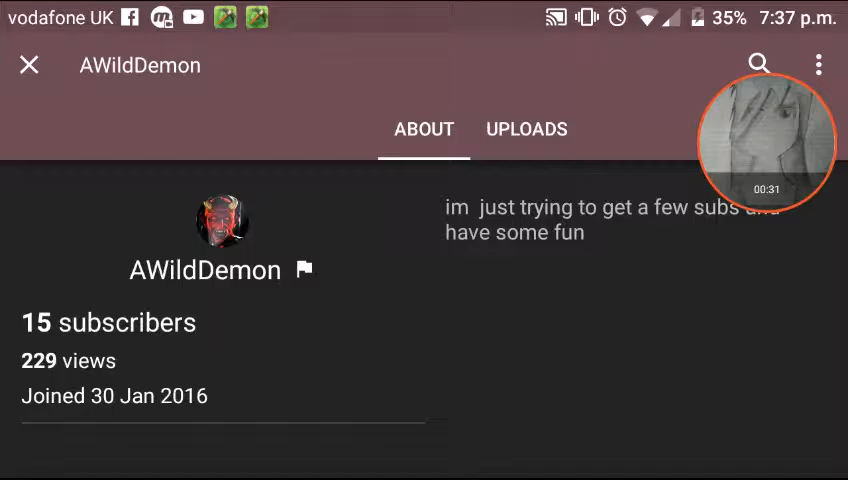 vodafone UK 35% 7:37 p.m.
AWildDemon
ABOUT UPLOADS
00:31
im just trying to get a few subs and
have some fun
AWildDemon
15 subscribers
229 views
Joined 30 Jan 2016